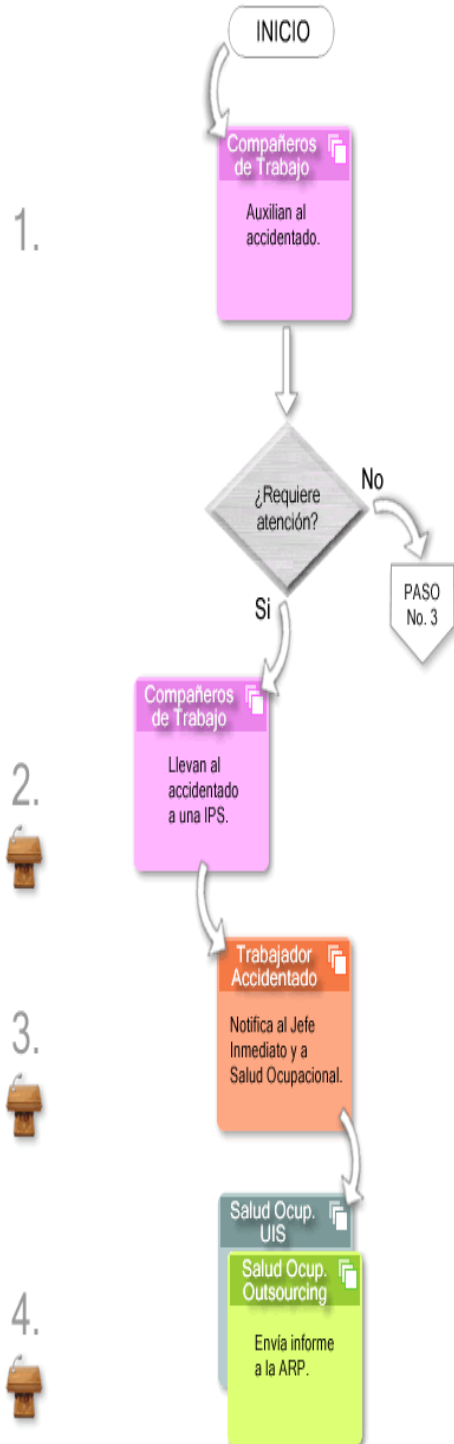 INICIO
1.
Compañeros
de Trabajo
Auxilian al
accidentado.
¿Requiere
atención?
No
PASO
No. 3
Si
2.
Compañeros
de Trabajo
Llevan al
accidentado
a una IPS.
3.
Trabajador
Accidentado
Notifica al Jefe
Inmediato y a
Salud Ocupacional.
4.
Salud Ocup.
UIS
Salud Ocup.
Outsourcing
Envía informe
a la ARP.